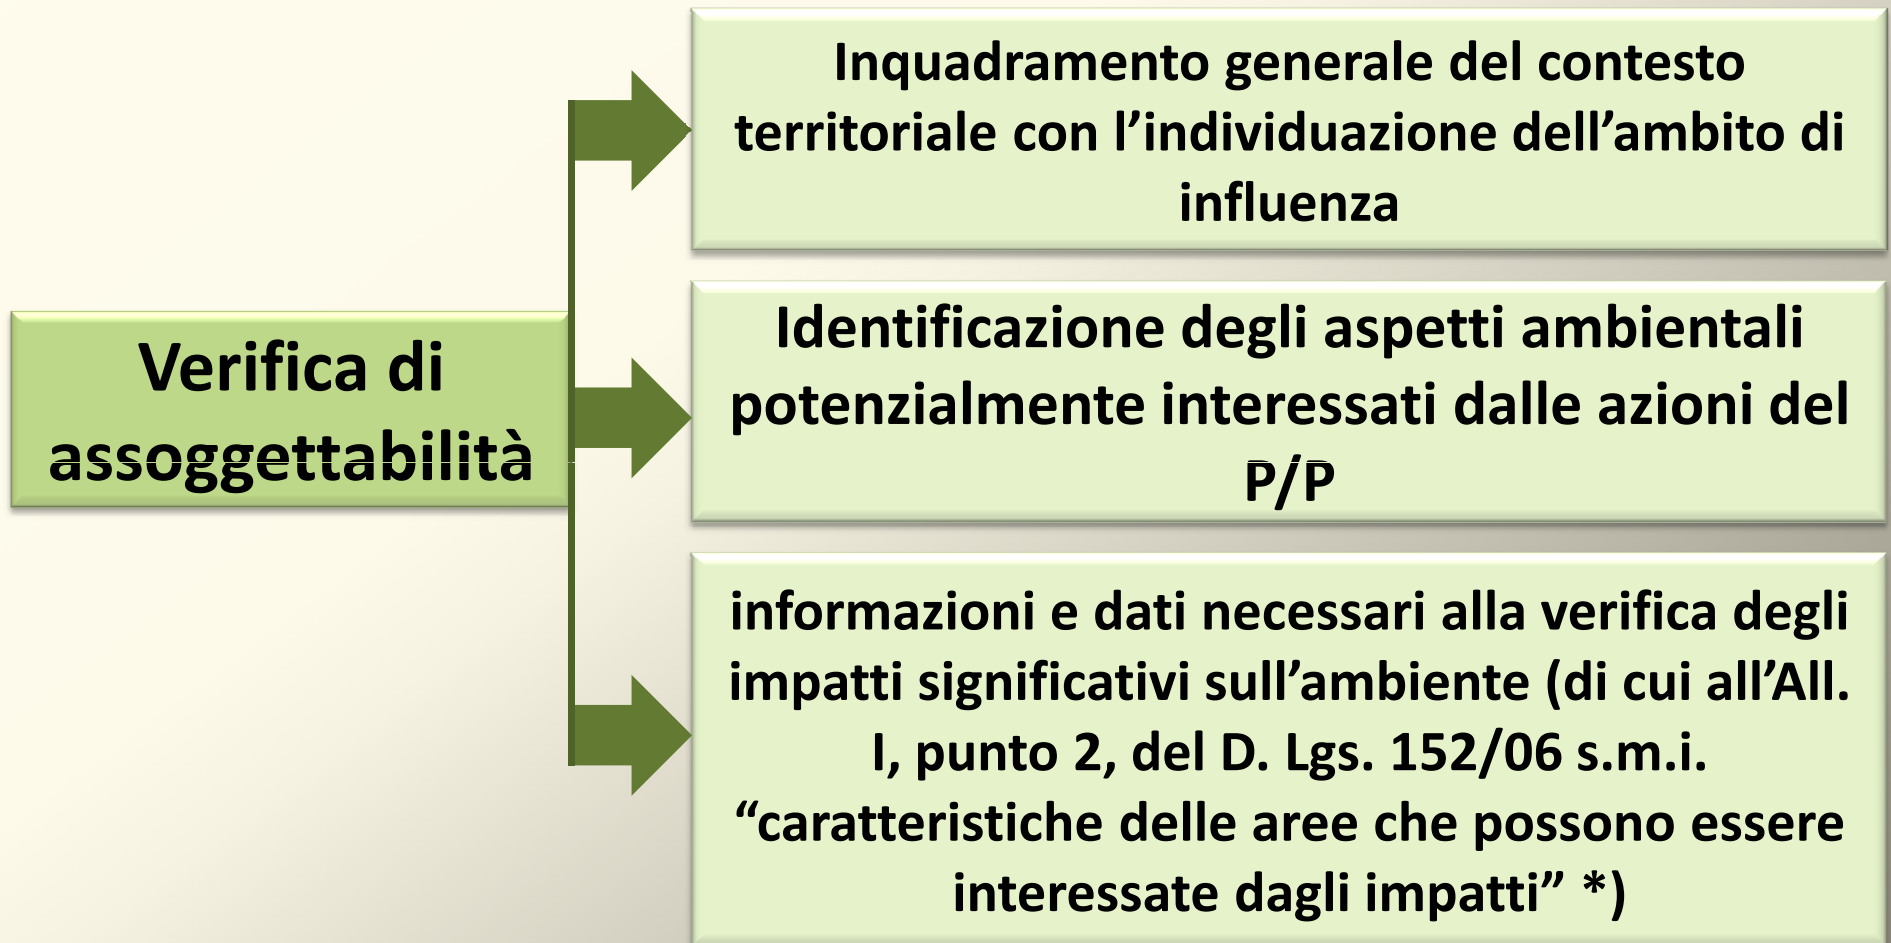 Verifica di
assoggettabilità
Inquadramento generale del contesto
territoriale con l’individuazione dell’ambito di
influenza
Identificazione degli aspetti ambientali
potenzialmente interessati dalle azioni del
P/P
informazioni e dati necessari alla verifica degli
impatti significativi sull’ambiente (di cui all’All.
I, punto 2, del D. Lgs. 152/06 s.m.i.
“caratteristiche delle aree che possono essere
interessate dagli impatti” *)